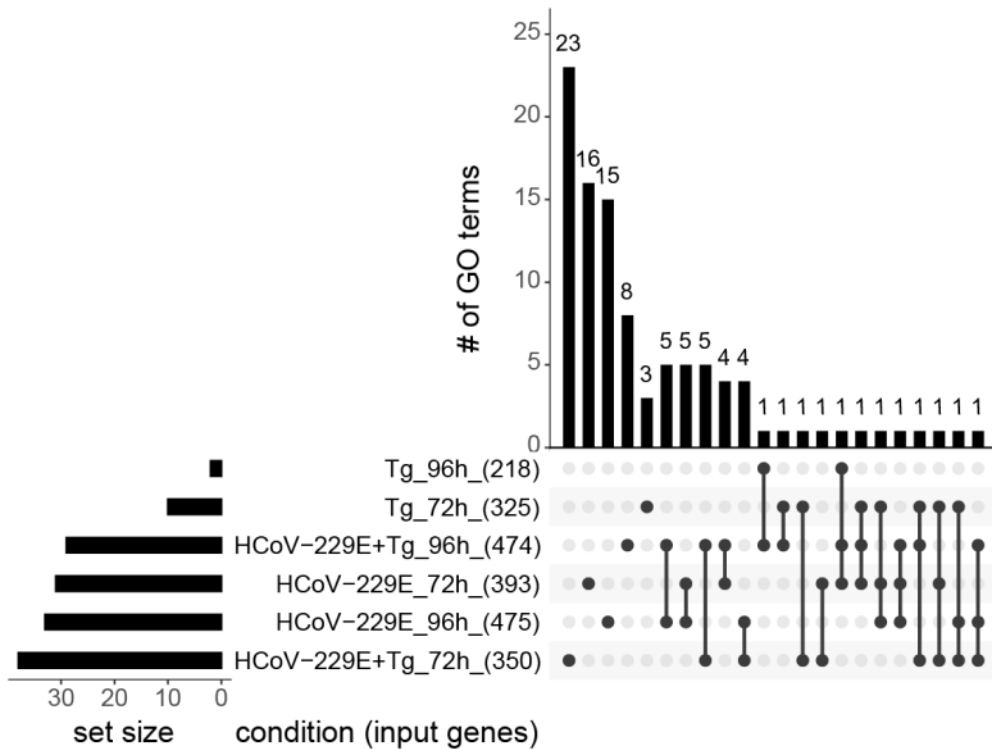 25
20
15
10
5
0
# of GO terms
23
16
15
8
3
5
5
5
4
4
1
1
1
1
1
1
1
1
1
1
1
1
Tg_96h_(218)
Tg_72h_(325)
HCoV−229E+Tg_96h_(474)
HCoV−229E_72h_(393)
HCoV−229E_96h_(475)
HCoV−229E+Tg_72h_(350)
30 20 10 0
set size
condition (input genes)